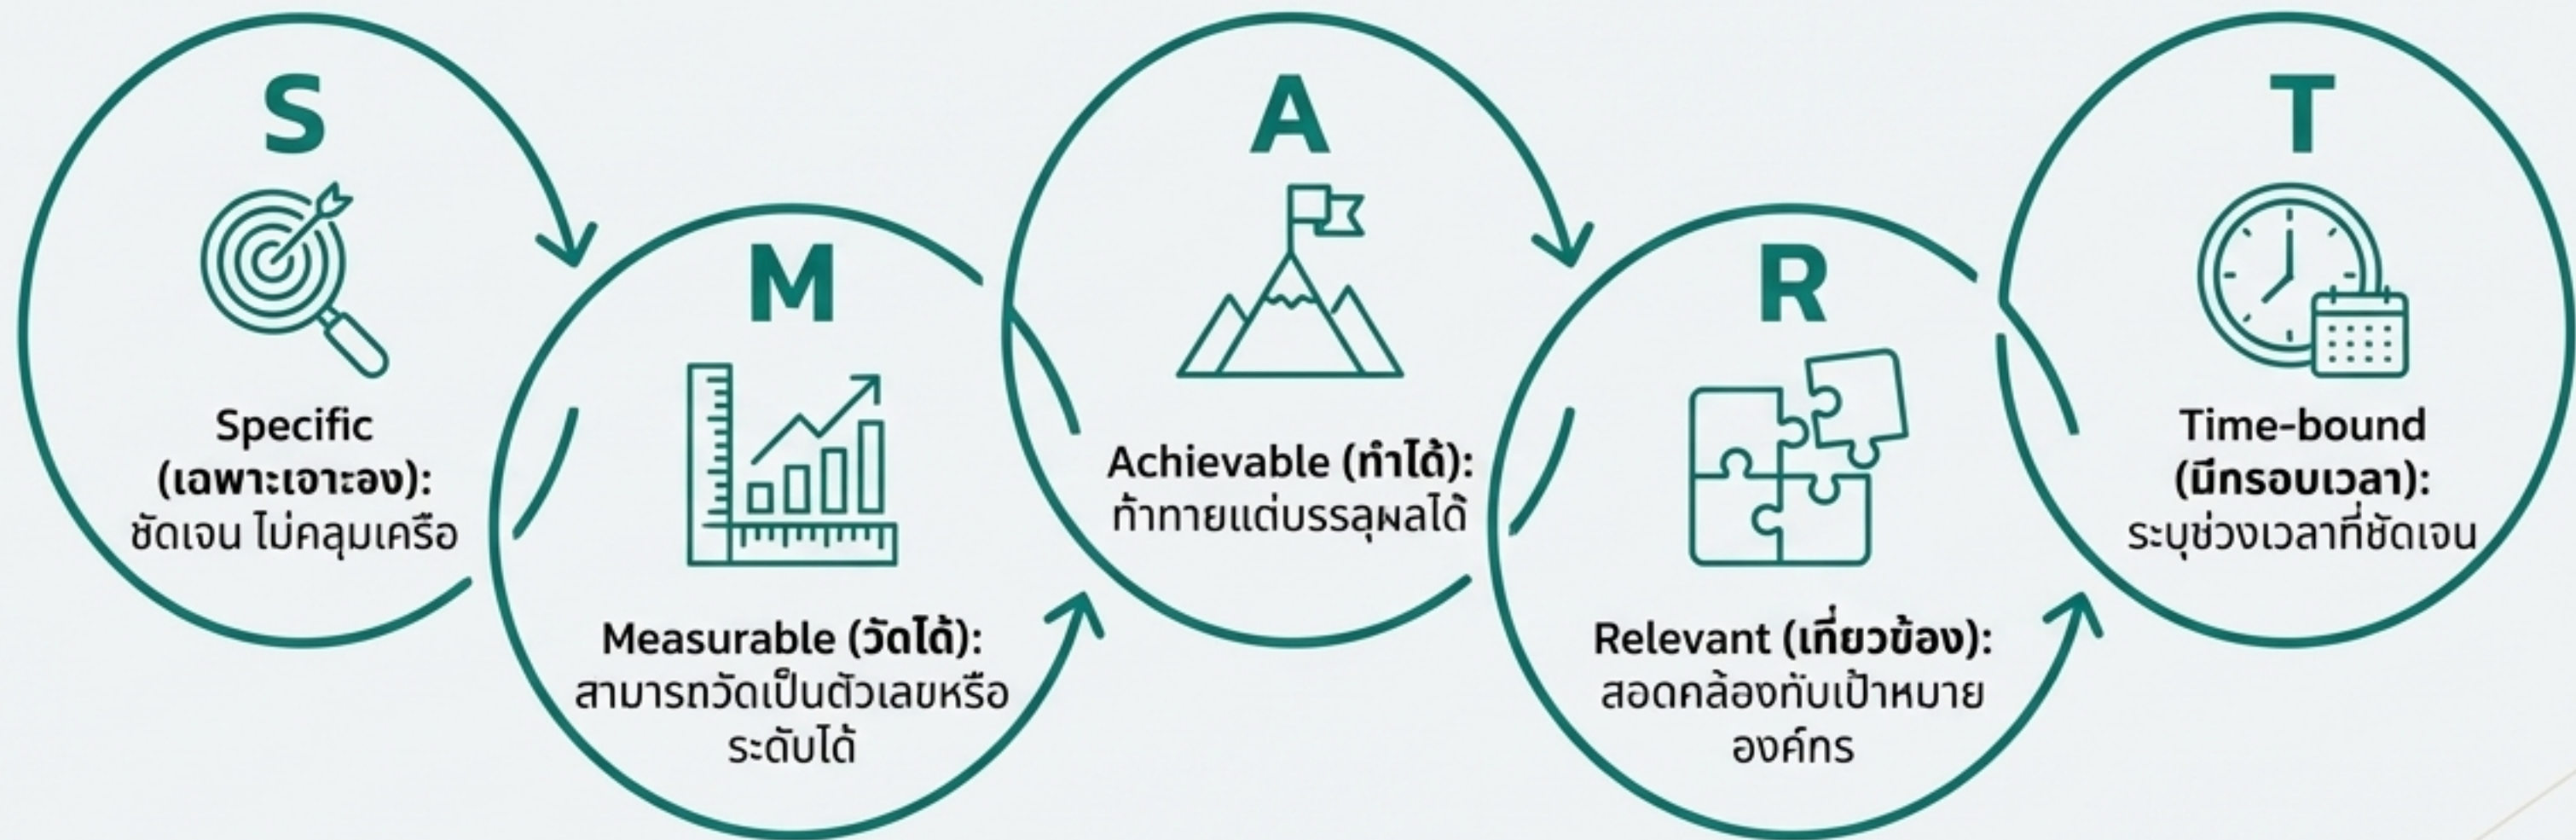 S
Specific
(เฉพาะเจาะอง):
ชัดเจน ไม่คลุมเครือ
M
Measurable (วัดได้):
สามารถวัดเป็นตัวเลขหรือ
ระดับได้
A
Achievable (ทำได้):
ท้าทายแต่บรรลุผลได้
R
Relevant (เกี่ยวข้อง):
สอดคล้องทับเป้าหบาย
องค์ทร
T
Time-bound
(มีทรอบเวลา):
ระบุช่วงเวลาที่ชัดเจน